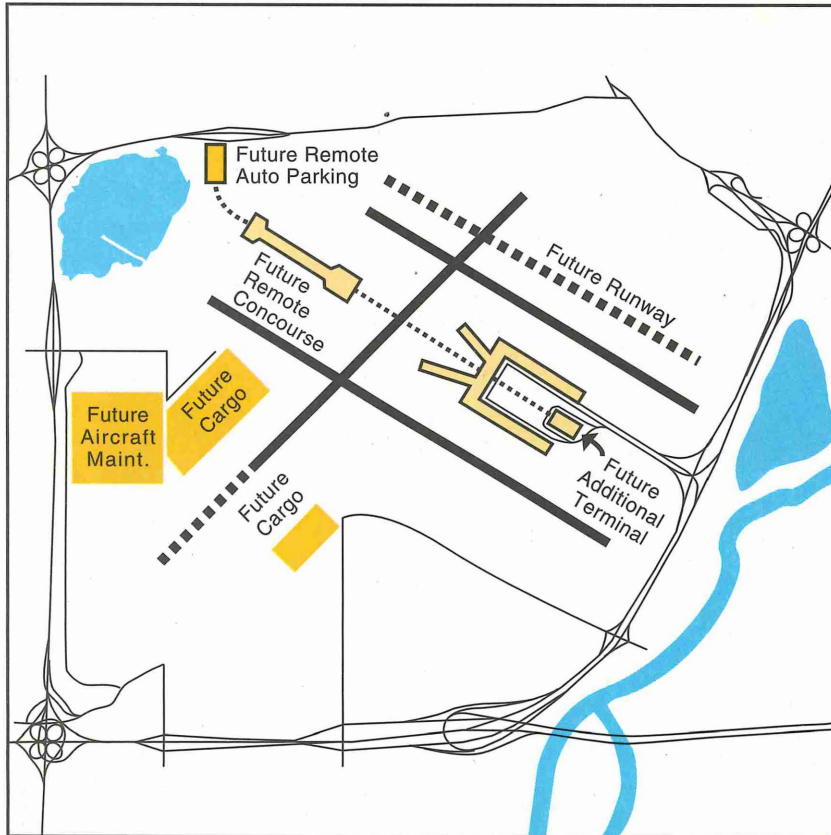 Future Remote
Auto Parking
Future Runway
Future
Remote
Concourse
Future
Cargo
Future
Aircraft
Maint.
Future
Cargo
Future
Additional
Terminal